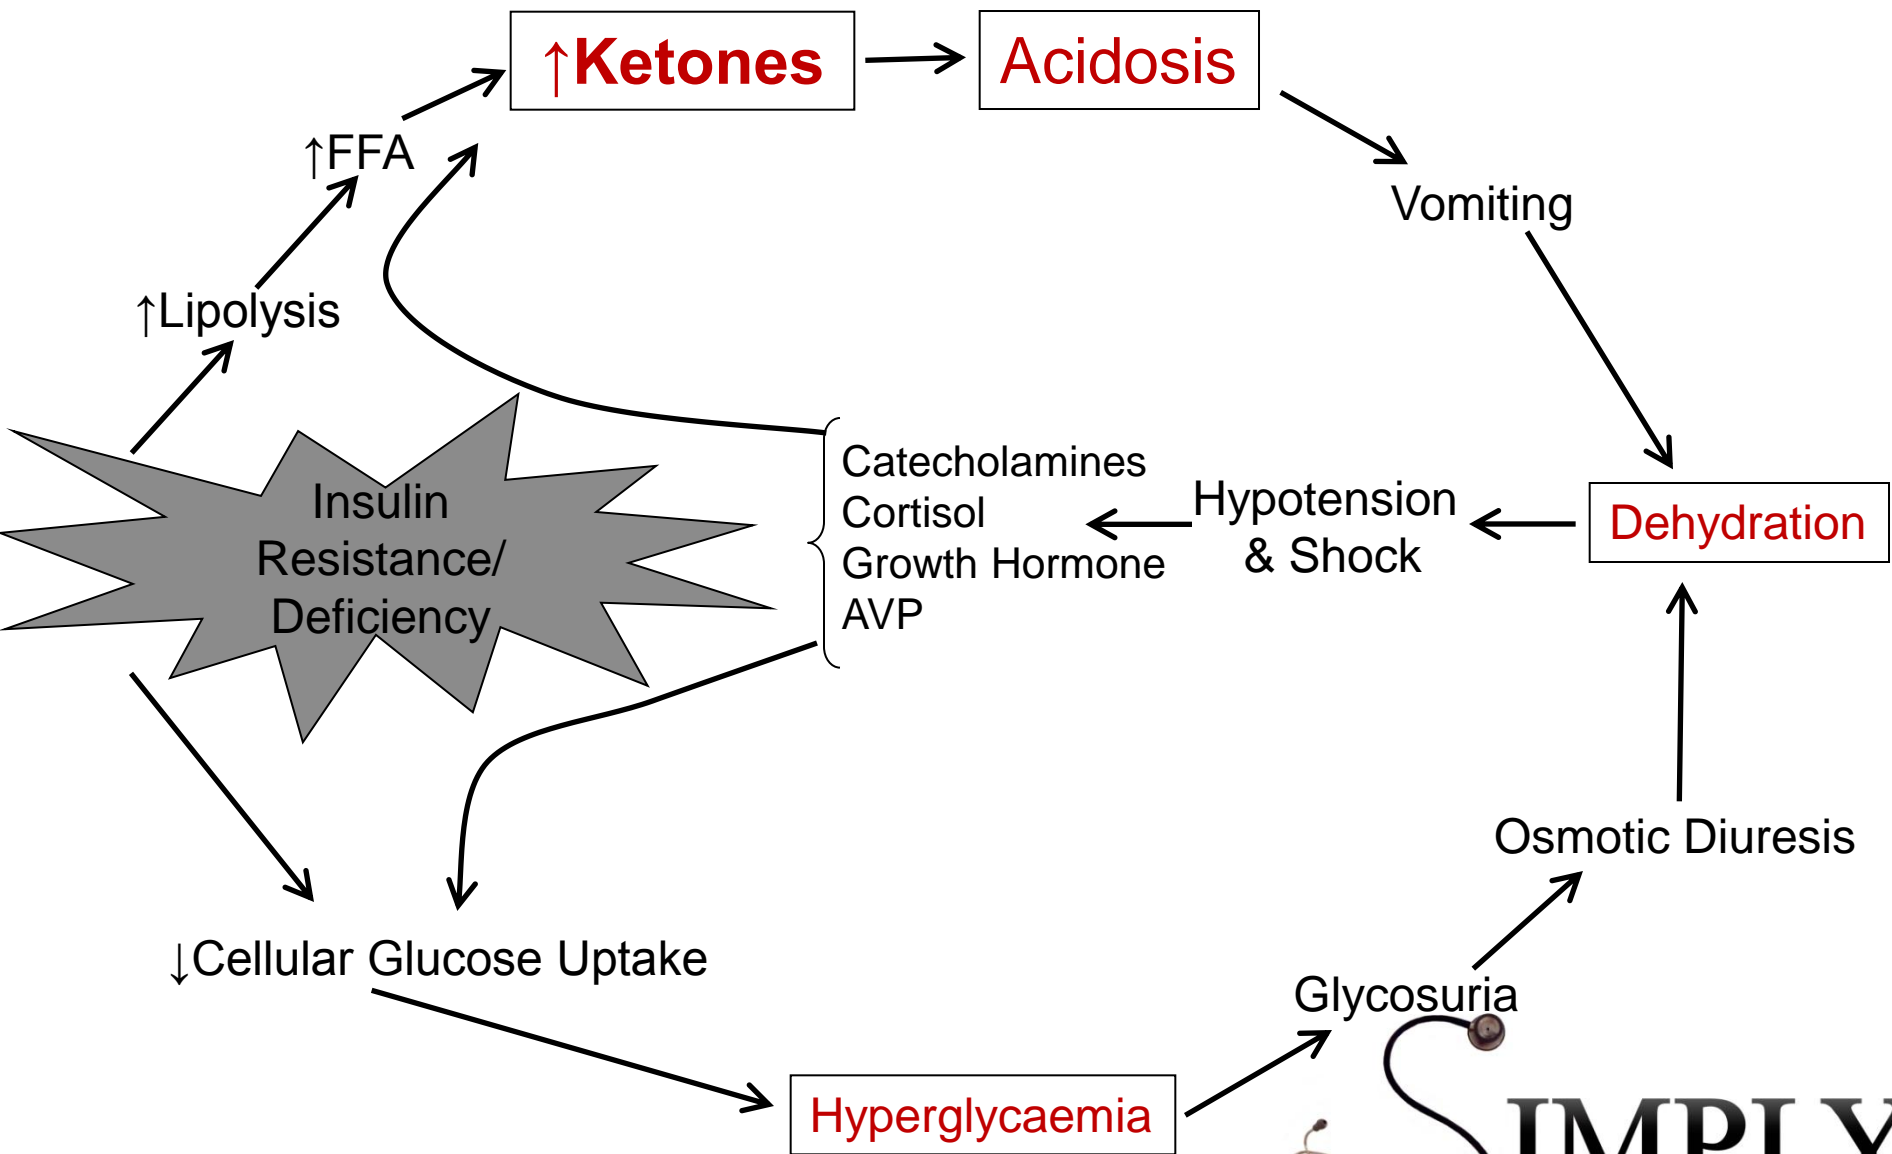 ↑Ketones
Acidosis
↑FFA
Vomiting
↑Lipolysis
Insulin
Resistance/
Deficiency
Catecholamines
Cortisol
Growth Hormone
AVP
Hypotension
& Shock
Dehydration
Osmotic Diuresis
↓Cellular Glucose Uptake
Glycosuria
Hyperglycaemia
SIMPLY